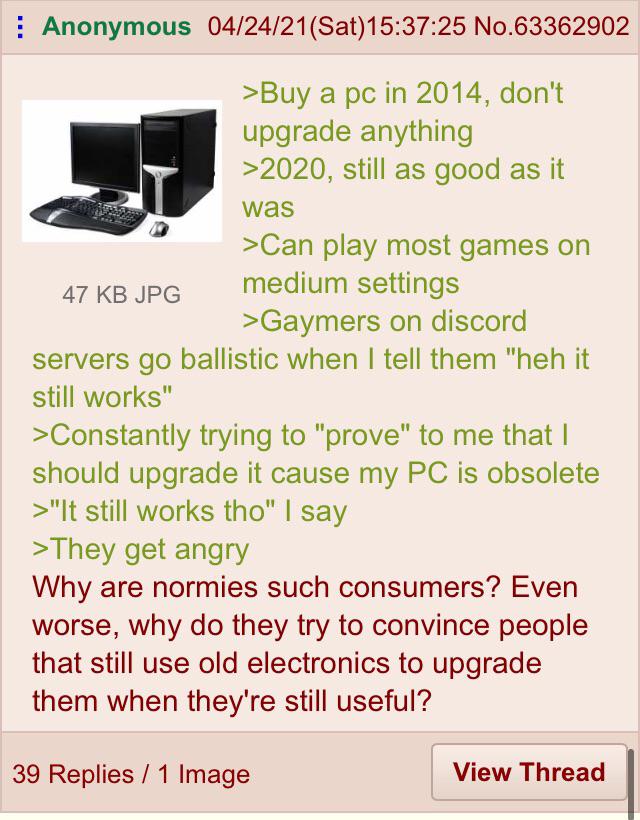 Anonymous 04/24/21(Sat)15:37:25 No.63362902
>Buy a pc in 2014, don't
upgrade anything
>2020, still as good as it
was
>Can play most games on
medium settings
47 KB JPG
>Gaymers on discord
servers go ballistic when I tell them "heh it
still works"
>Constantly trying to "prove" to me that I
should upgrade it cause my PC is obsolete
>"It still works tho" I say
>They get angry
Why are normies such consumers? Even
worse, why do they try to convince people
that still use old electronics to upgrade
them when they're still useful?
39 Replies / 1 Image
View Thread